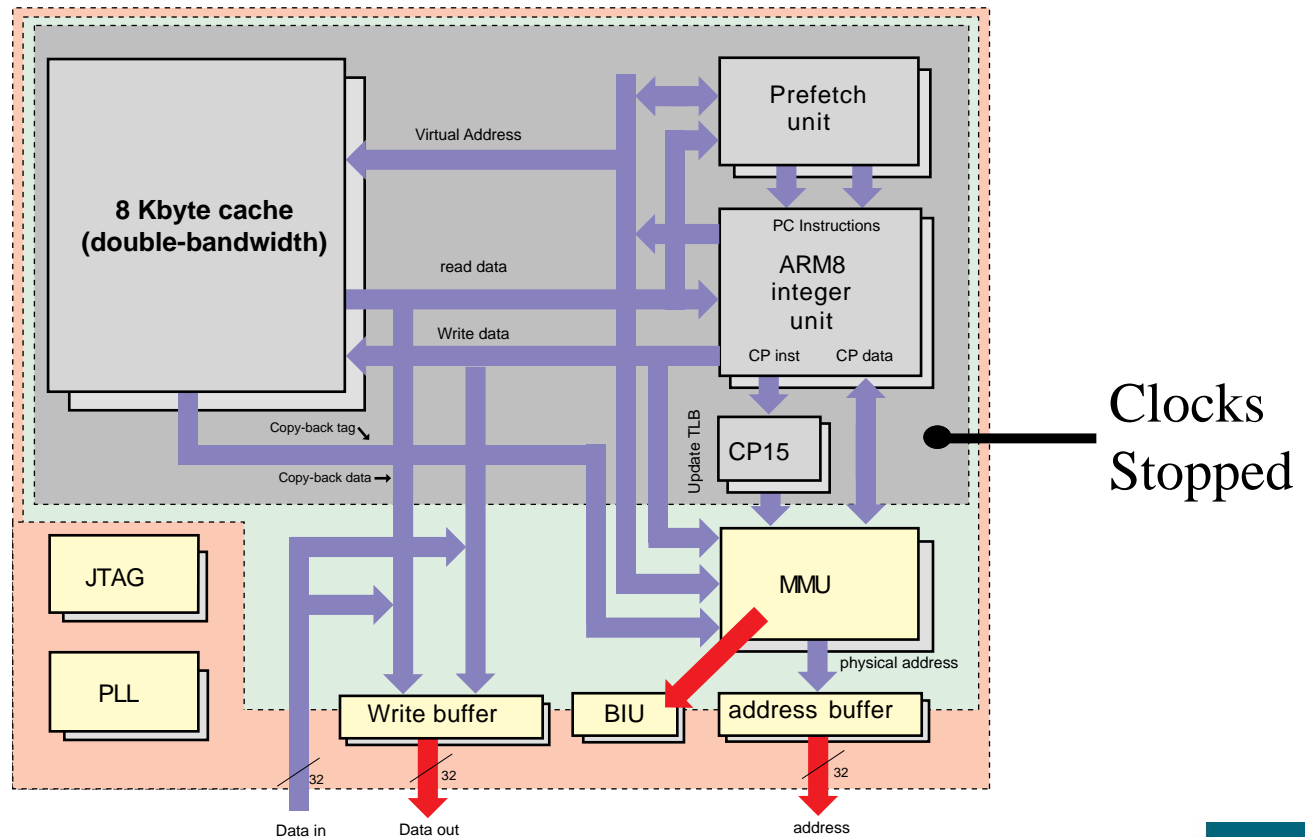 Prefetch
unit
Virtual Address
8 Kbyte cache
(double-bandwidth)
PC Instructions
ARM8
integer
unit
read data
Write data
CP inst
CP data
Clocks
Stopped
Copy-back tag
Update TLB
CP15
Copy-back data
JTAG
MMU
physical address
PLL
Write buffer
BIU
address buffer
32
32
32
Data in
Data out
address